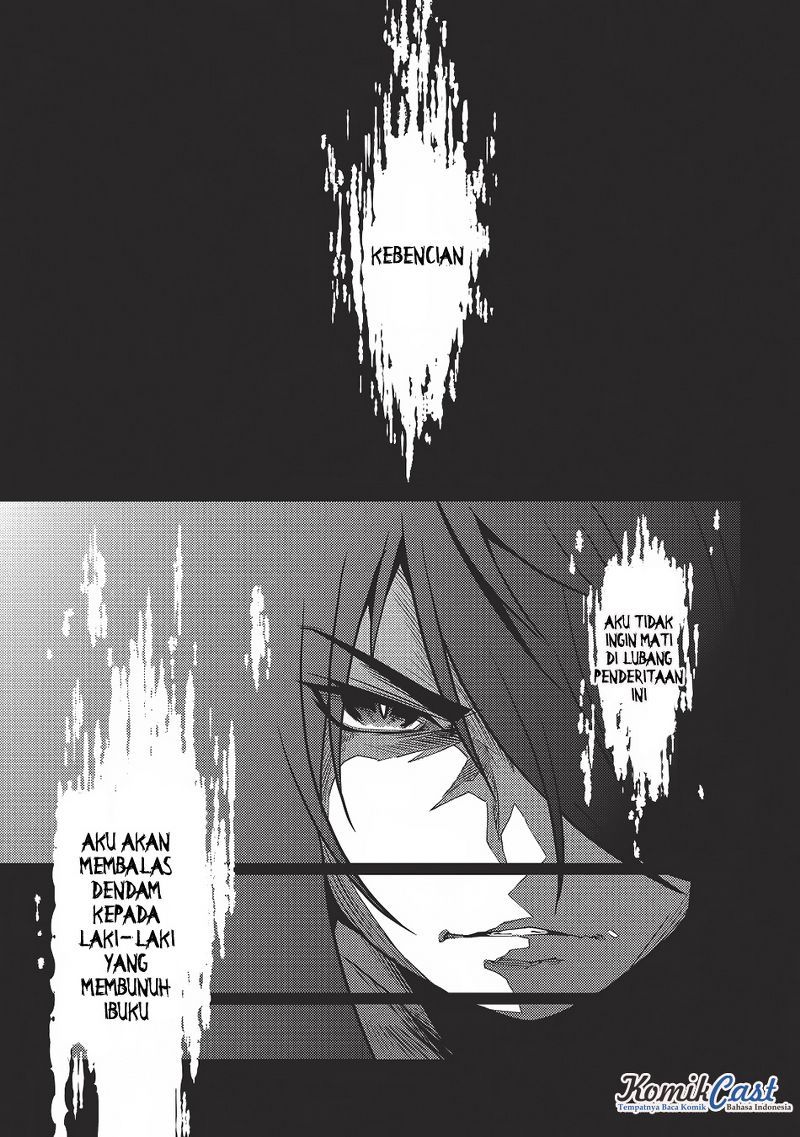 KEBENCIAN
AKU TIDAK
INGIN MATI
DI LUBANG
PENDERITAAN
INI
AKU AKAN
MEMBALAS
DENDAM
KEPADA
LAKI-LAKI
YANG
MEMBUNUH
IBUKU
KomikCast
Tempatnya Baca Komik Bahasa Indonesia